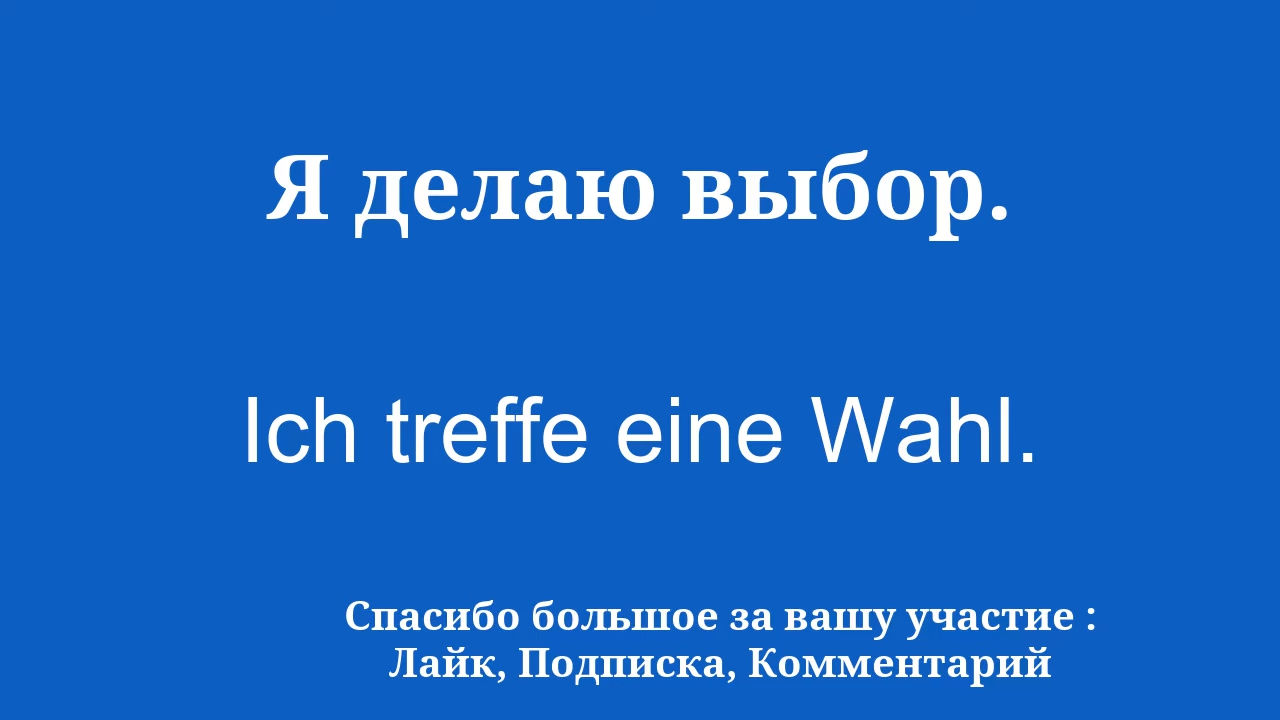 Я делаю выбор.
Ich treffe eine Wahl.
Спасибо большое за вашу участие :
Лайк, Подписка, Комментарий